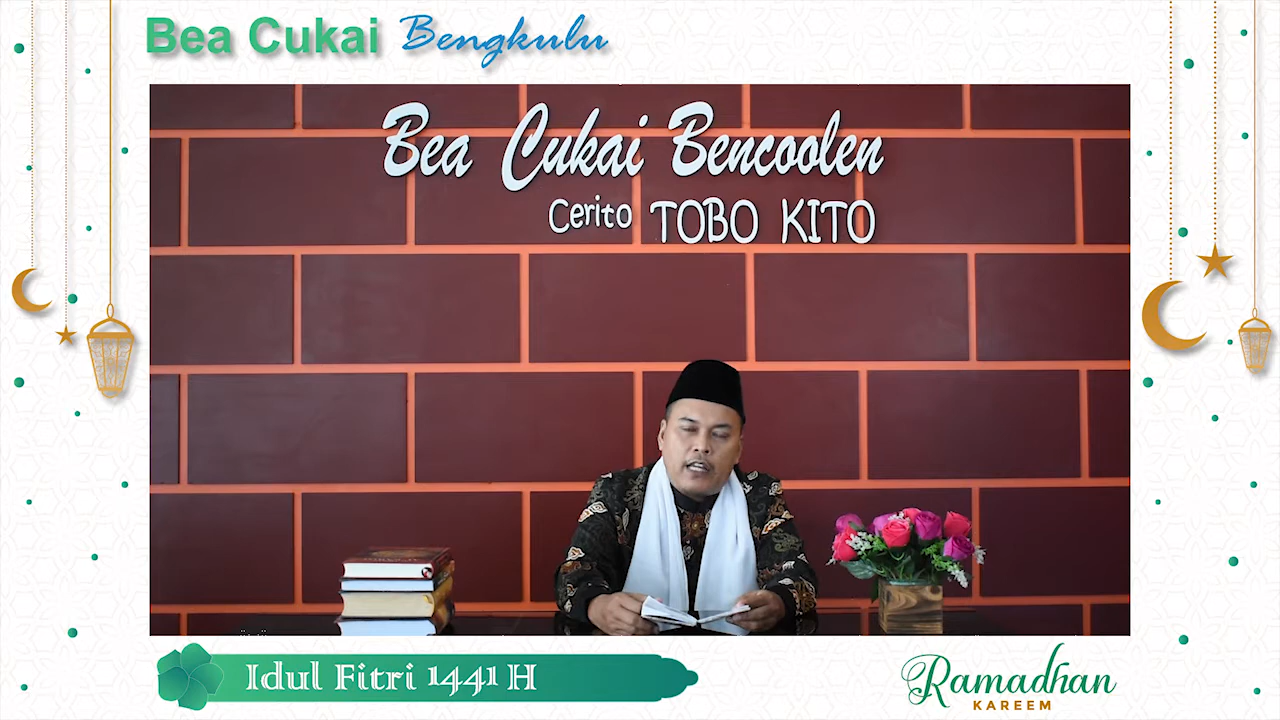 Bea Cukai Bengkulu
Bea Cukai Bencoolen
Cerito TOBO KITO
Idul Fitri 1441 H
Ramadhan
KAREEM